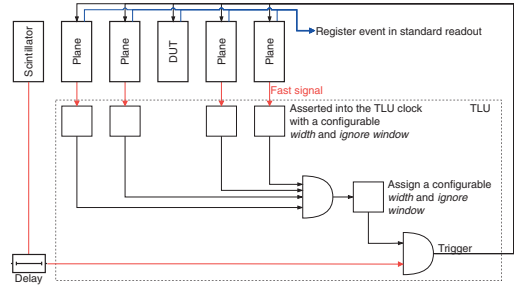 Register event in standard readout
Scintillator
Plane
Plane
DUT
Plane
Plane
Fast signal
Asserted into the TLU clock
with a configurable
width and ignore window
TLU
Assign a configurable
width and ignore
window
Trigger
Delay